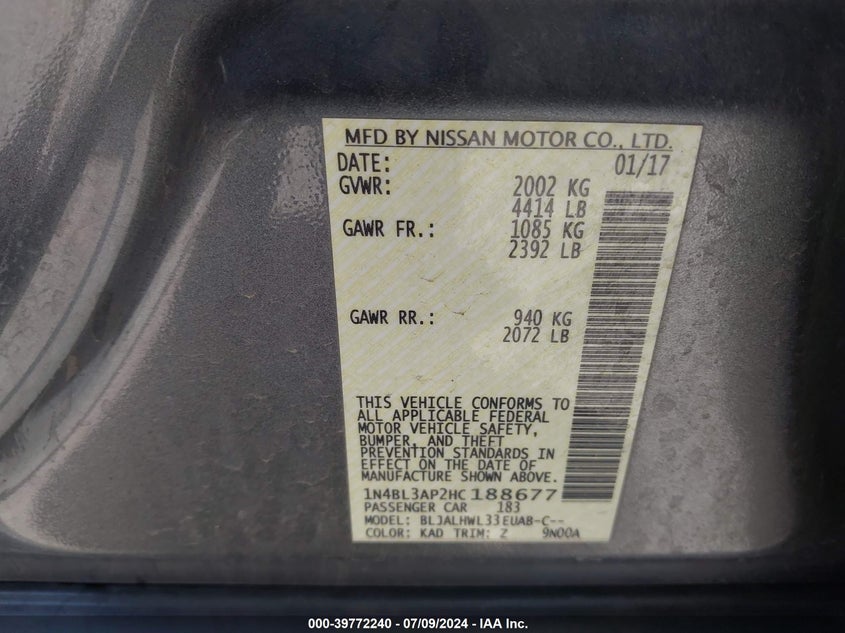 MFD BY NISSAN MOTOR CO., LTD.
DATE: 01/17
GVWR: 2002 KG
4414 LB
GAWR FR.: 1085 KG
2392 LB
GAWR RR.: 940 KG
2072 LB
THIS VEHICLE CONFORMS TO
ALL APPLICABLE FEDERAL
MOTOR VEHICLE SAFETY,
BUMPER, AND THEFT
PREVENTION STANDARDS IN
EFFECT ON THE DATE OF
MANUFACTURE SHOWN ABOVE.
1N4BL3AP2HC188677
PASSENGER CAR 183
MODEL: BLJALHWL33EUAB-C--
COLOR: KAD TRIM: Z 9N00A
000-39772240 - 07/09/2024 - IAA Inc.